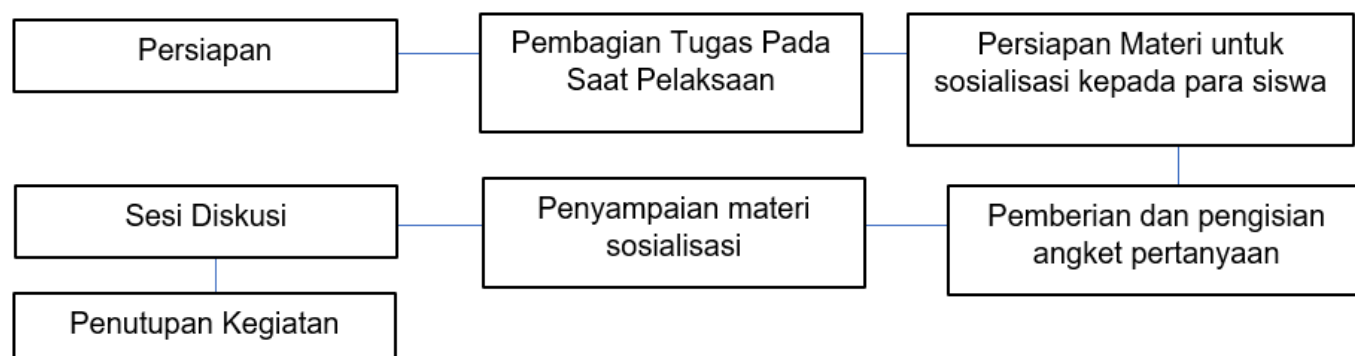 Persiapan
Pembagian Tugas Pada
Saat Pelaksaan
Persiapan Materi untuk
sosialisasi kepada para siswa
Pemberian dan pengisian
angket pertanyaan
Penyampaian materi
sosialisasi
Sesi Diskusi
Penutupan Kegiatan